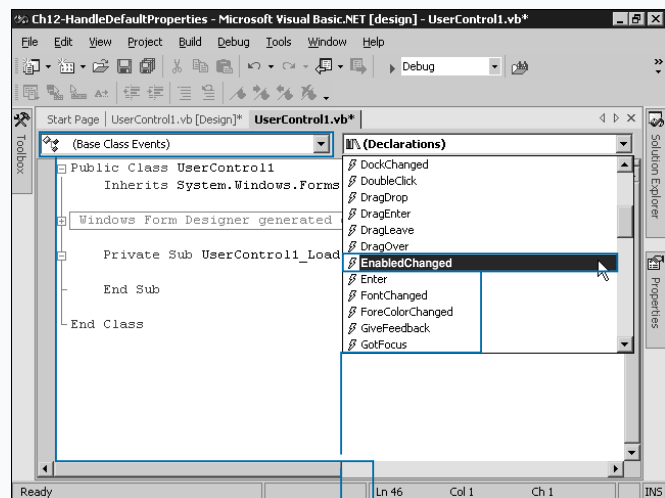 Ch12-HandleDefaultProperties - Microsoft Visual Basic.NET [design] - UserControl1.vb*
File Edit View Project Build Debug Tools Window Help
Debug
Start Page UserControl1.vb [Design]* UserControl1.vb*
(Base Class Events) (Declarations)
Toolbox
Solution Explorer
Properties
Public Class UserControl1
Inherits System.Windows.Forms
Windows Form Designer generated
Private Sub UserControl1_Load
End Sub
End Class
DockChanged
DoubleClick
DragDrop
DragEnter
DragLeave
DragOver
EnabledChanged
Enter
FontChanged
ForeColorChanged
GiveFeedback
GotFocus
Ready Ln 46 Col 1 Ch 1 INS